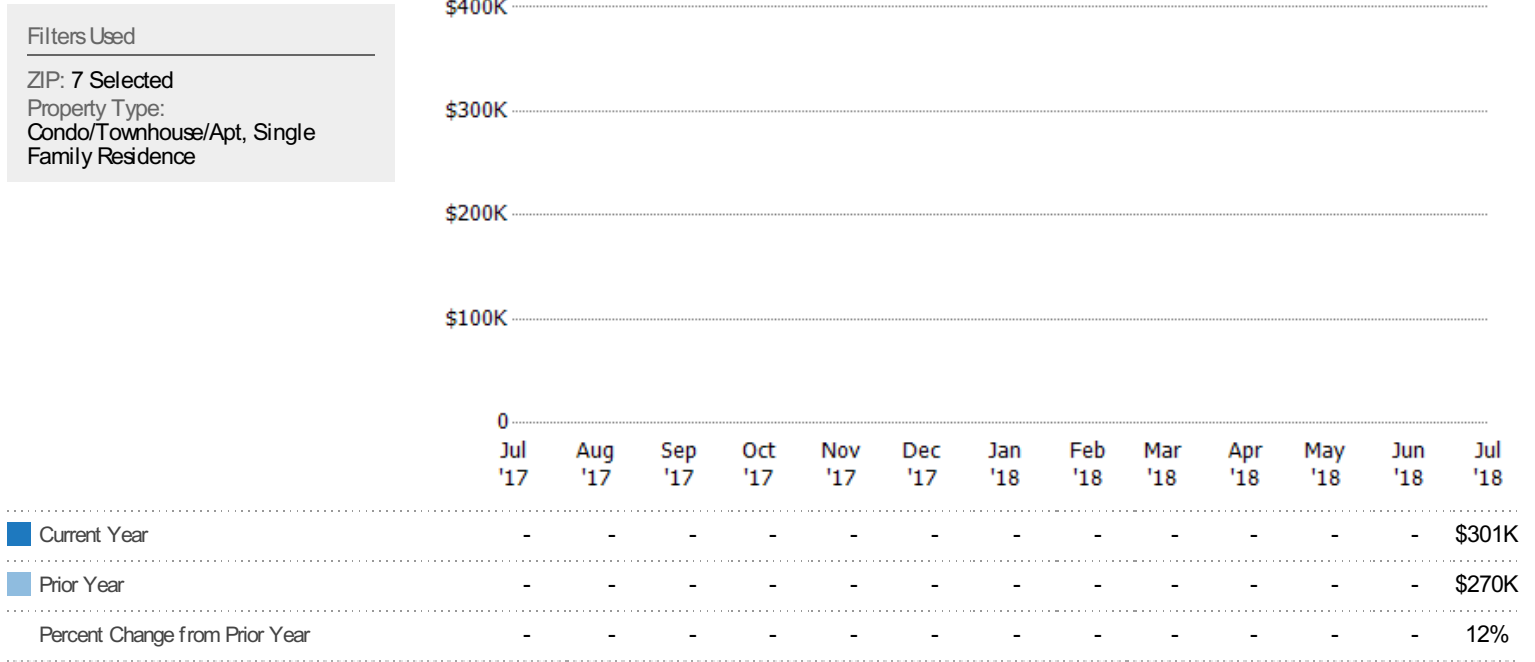 Filters Used
ZIP: 7 Selected
Property Type:
Condo/Townhouse/Apt, Single
Family Residence
$400K
$300K
$200K
$100K
0
Jul Aug Sep Oct Nov Dec Jan Feb Mar Apr May Jun Jul
'17 '17 '17 '17 '17 '17 '18 '18 '18 '18 '18 '18 '18
Current Year - - - - - - - - - - - - $301K
Prior Year - - - - - - - - - - - - $270K
Percent Change from Prior Year - - - - - - - - - - - - 12%